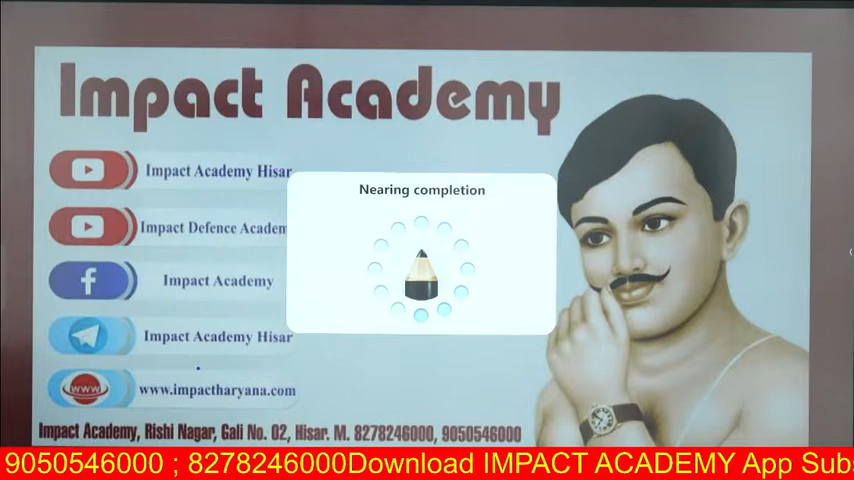 Impact Academy
Impact Academy Hisar
Nearing completion
Impact Defence Academ
Impact Academy
Impact Academy Hisar
www
www.impactharyana.com
Impact Academy, Rishi Nagar, Gali No. 02, Hisar. M. 8278246000, 9050546000
9050546000 ; 8278246000Download IMPACT ACADEMY App Subs